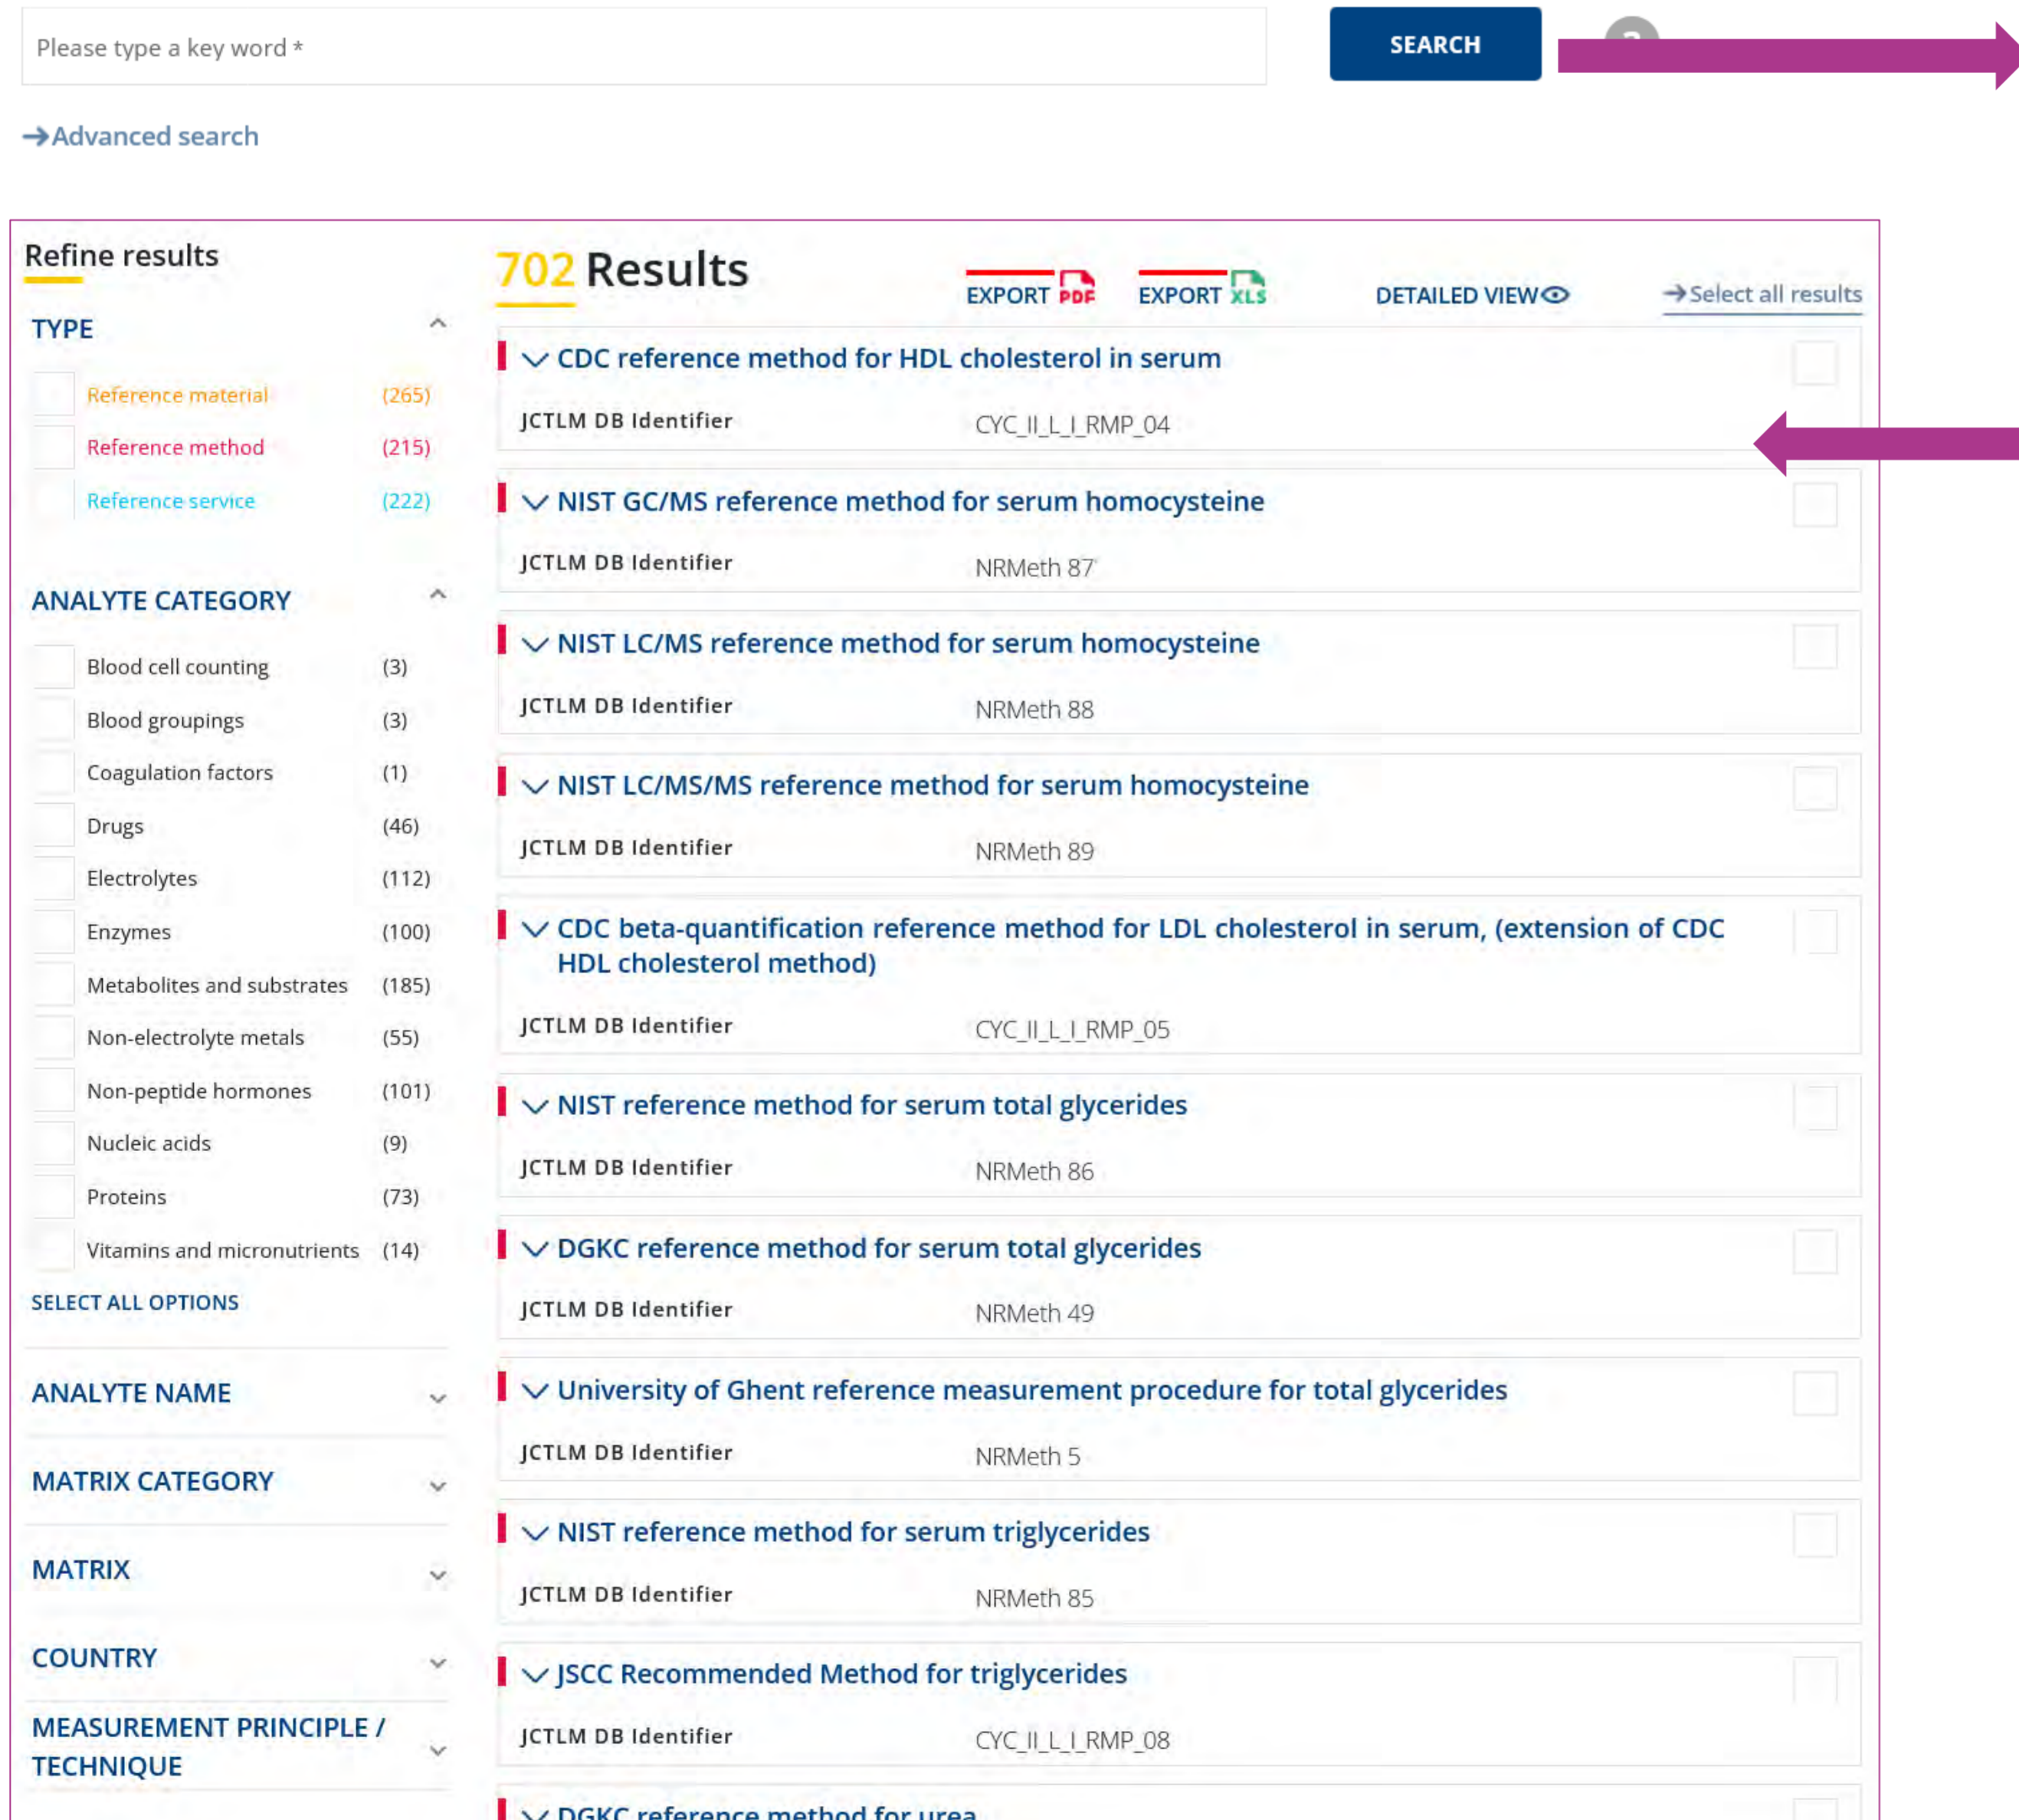 Please type a key word *
SEARCH
→Advanced search
Refine results
TYPE
Reference material (265)
Reference method (215)
Reference service (222)
ANALYTE CATEGORY
Blood cell counting (3)
Blood groupings (3)
Coagulation factors (1)
Drugs (46)
Electrolytes (112)
Enzymes (100)
Metabolites and substrates (185)
Non-electrolyte metals (55)
Non-peptide hormones (101)
Nucleic acids (9)
Proteins (73)
Vitamins and micronutrients (14)
SELECT ALL OPTIONS
ANALYTE NAME
MATRIX CATEGORY
MATRIX
COUNTRY
MEASUREMENT PRINCIPLE /
TECHNIQUE
702 Results
EXPORT PDF EXPORT XLS DETAILED VIEW →Select all results
CDC reference method for HDL cholesterol in serum
JCTLM DB Identifier CYC_II_L_I_RMP_04
NIST GC/MS reference method for serum homocysteine
JCTLM DB Identifier NRMeth 87
NIST LC/MS reference method for serum homocysteine
JCTLM DB Identifier NRMeth 88
NIST LC/MS/MS reference method for serum homocysteine
JCTLM DB Identifier NRMeth 89
CDC beta-quantification reference method for LDL cholesterol in serum, (extension of CDC
HDL cholesterol method)
JCTLM DB Identifier CYC_II_L_I_RMP_05
NIST reference method for serum total glycerides
JCTLM DB Identifier NRMeth 86
DGKC reference method for serum total glycerides
JCTLM DB Identifier NRMeth 49
University of Ghent reference measurement procedure for total glycerides
JCTLM DB Identifier NRMeth 5
NIST reference method for serum triglycerides
JCTLM DB Identifier NRMeth 85
JSCC Recommended Method for triglycerides
JCTLM DB Identifier CYC_II_L_I_RMP_08
DGKC reference method for urea